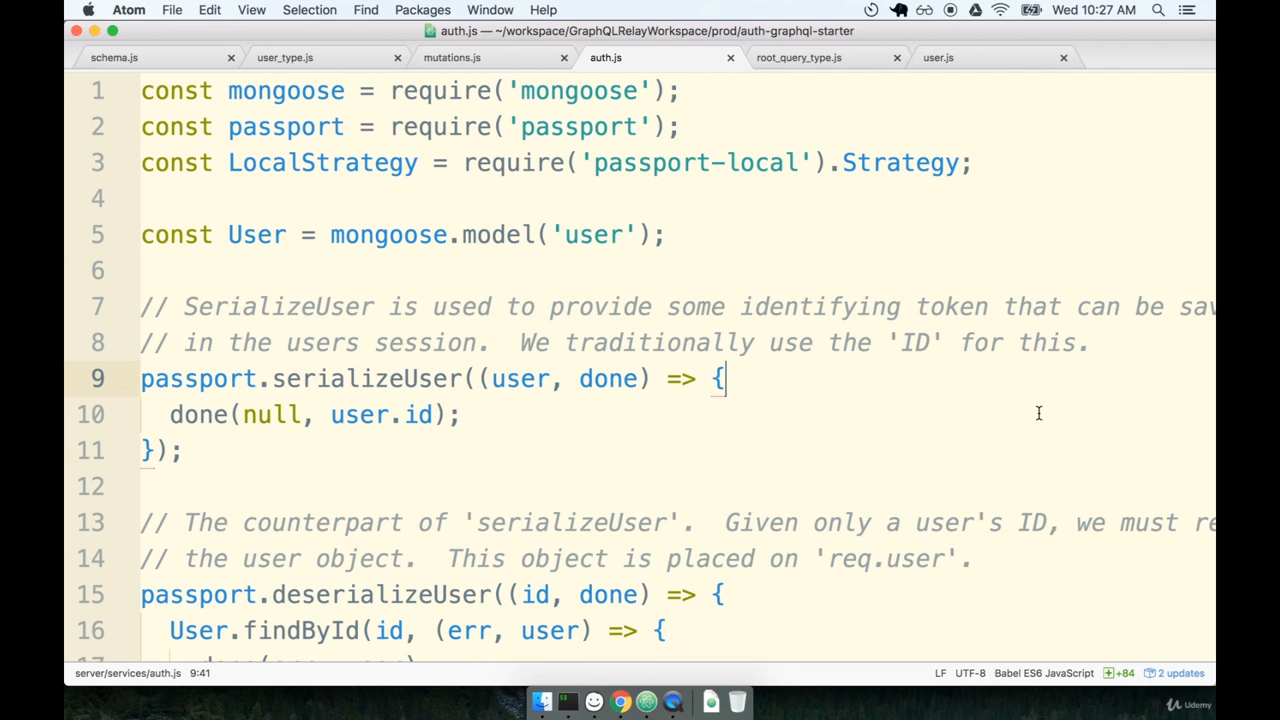 Atom File Edit View Selection Find Packages Window Help Wed 10:27 AM
auth.js — ~/workspace/GraphQLRelayWorkspace/prod/auth-graphql-starter
schema.js user_type.js mutations.js auth.js root_query_type.js user.js
1 const mongoose = require('mongoose');
2 const passport = require('passport');
3 const LocalStrategy = require('passport-local').Strategy;
4
5 const User = mongoose.model('user');
6
7 // SerializeUser is used to provide some identifying token that can be sav
8 // in the users session.  We traditionally use the 'ID' for this.
9 passport.serializeUser((user, done) => {
10   done(null, user.id);
11 });
12
13 // The counterpart of 'serializeUser'.  Given only a user's ID, we must re
14 // the user object.  This object is placed on 'req.user'.
15 passport.deserializeUser((id, done) => {
16   User.findById(id, (err, user) => {
server/services/auth.js 9:41 LF UTF-8 Babel ES6 JavaScript +84 2 updates
Udemy